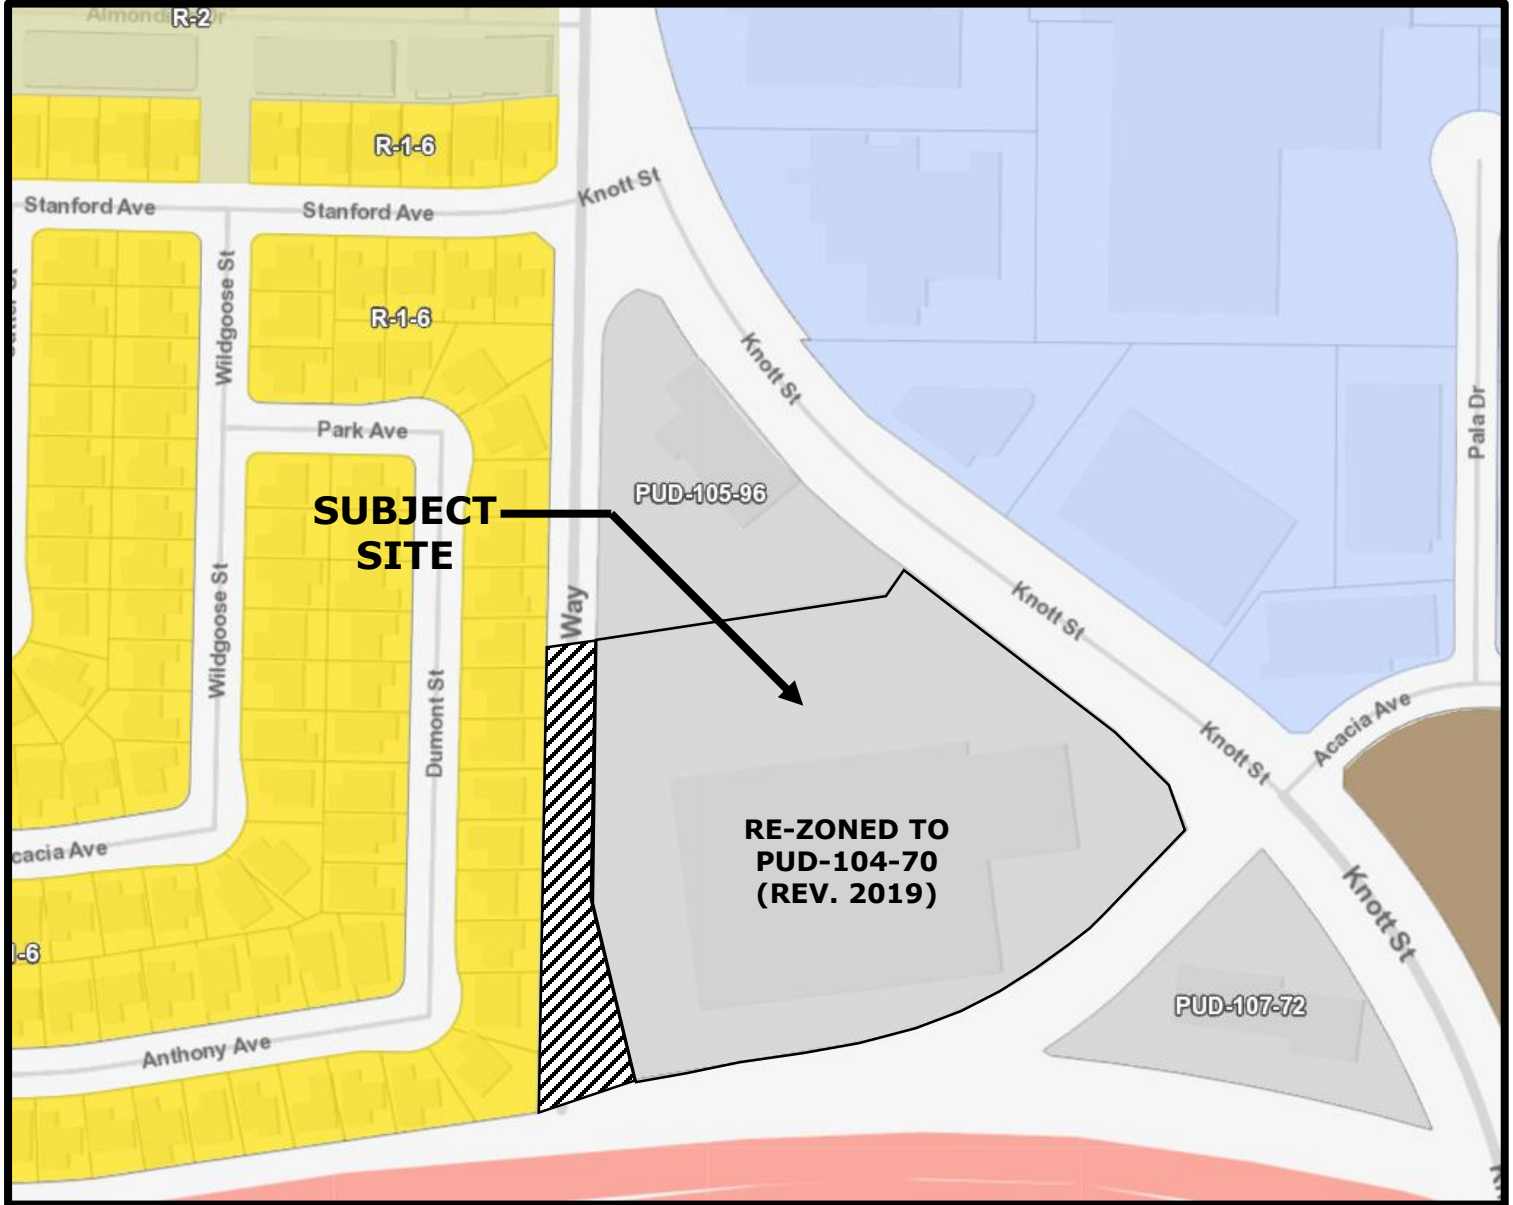 Almond Dr
R-2
R-1-6
Stanford Ave
Stanford Ave
Knott St
Wildgoose St
R-1-6
Knott St
Park Ave
Pala Dr
SUBJECT
SITE
PUD-105-96
Wildgoose St
Way
Knott St
Dumont St
Knott St
Acacia Ave
RE-ZONED TO
PUD-104-70
(REV. 2019)
cacia Ave
Knott St
-6
PUD-107-72
Anthony Ave